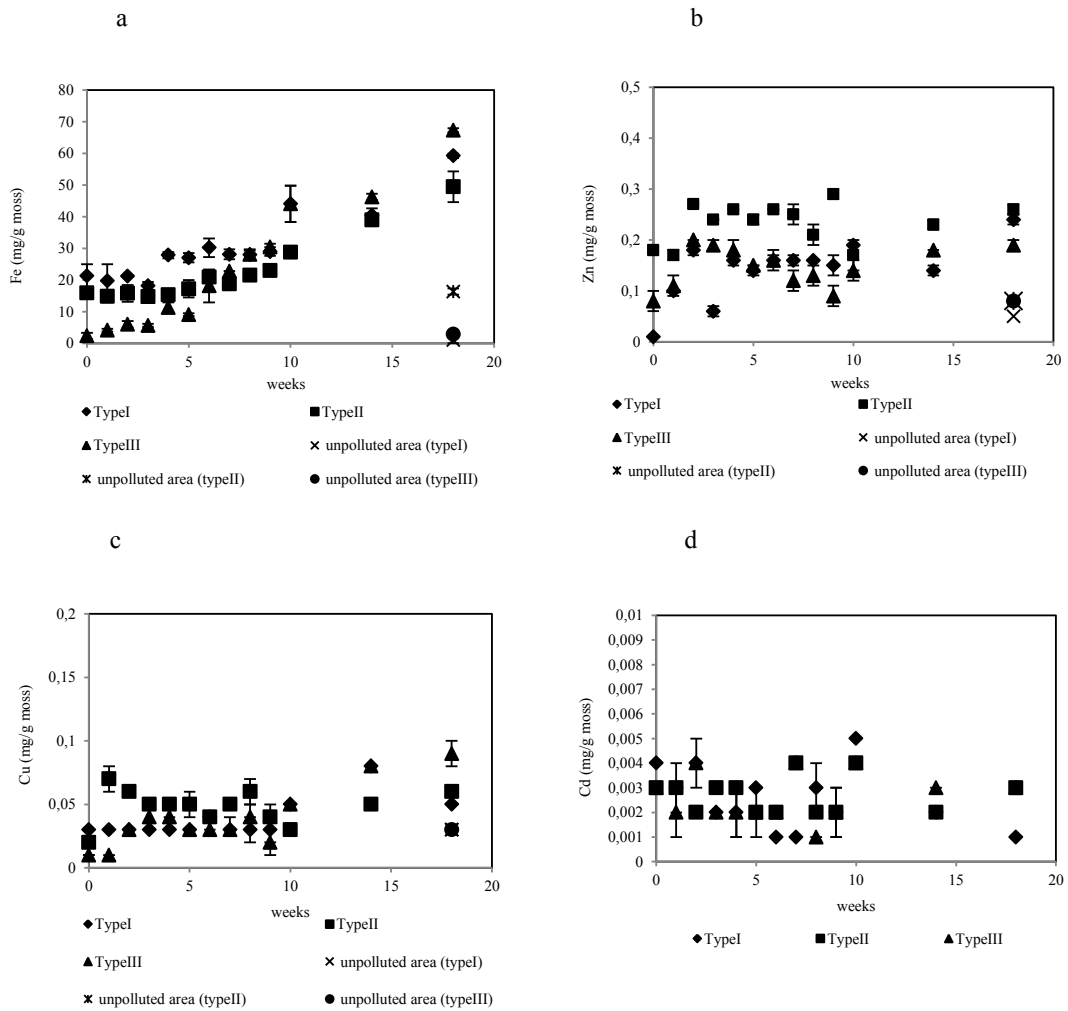 a
b
Fe (mg/g moss)
80
70
60
50
40
30
20
10
0
0 5 10 15 20
weeks
TypeI TypeII
TypeIII unpolluted area (typeI)
unpolluted area (typeII) unpolluted area (typeIII)
Zn (mg/g moss)
0,5
0,4
0,3
0,2
0,1
0
0 5 10 15 20
weeks
TypeI TypeII
TypeIII unpolluted area (typeI)
unpolluted area (typeII) unpolluted area (typeIII)
c
d
Cu (mg/g moss)
0,2
0,15
0,1
0,05
0
0 5 10 15 20
weeks
TypeI TypeII
TypeIII unpolluted area (typeI)
unpolluted area (typeII) unpolluted area (typeIII)
Cd (mg/g moss)
0,01
0,009
0,008
0,007
0,006
0,005
0,004
0,003
0,002
0,001
0
0 5 10 15 20
weeks
TypeI TypeII TypeIII